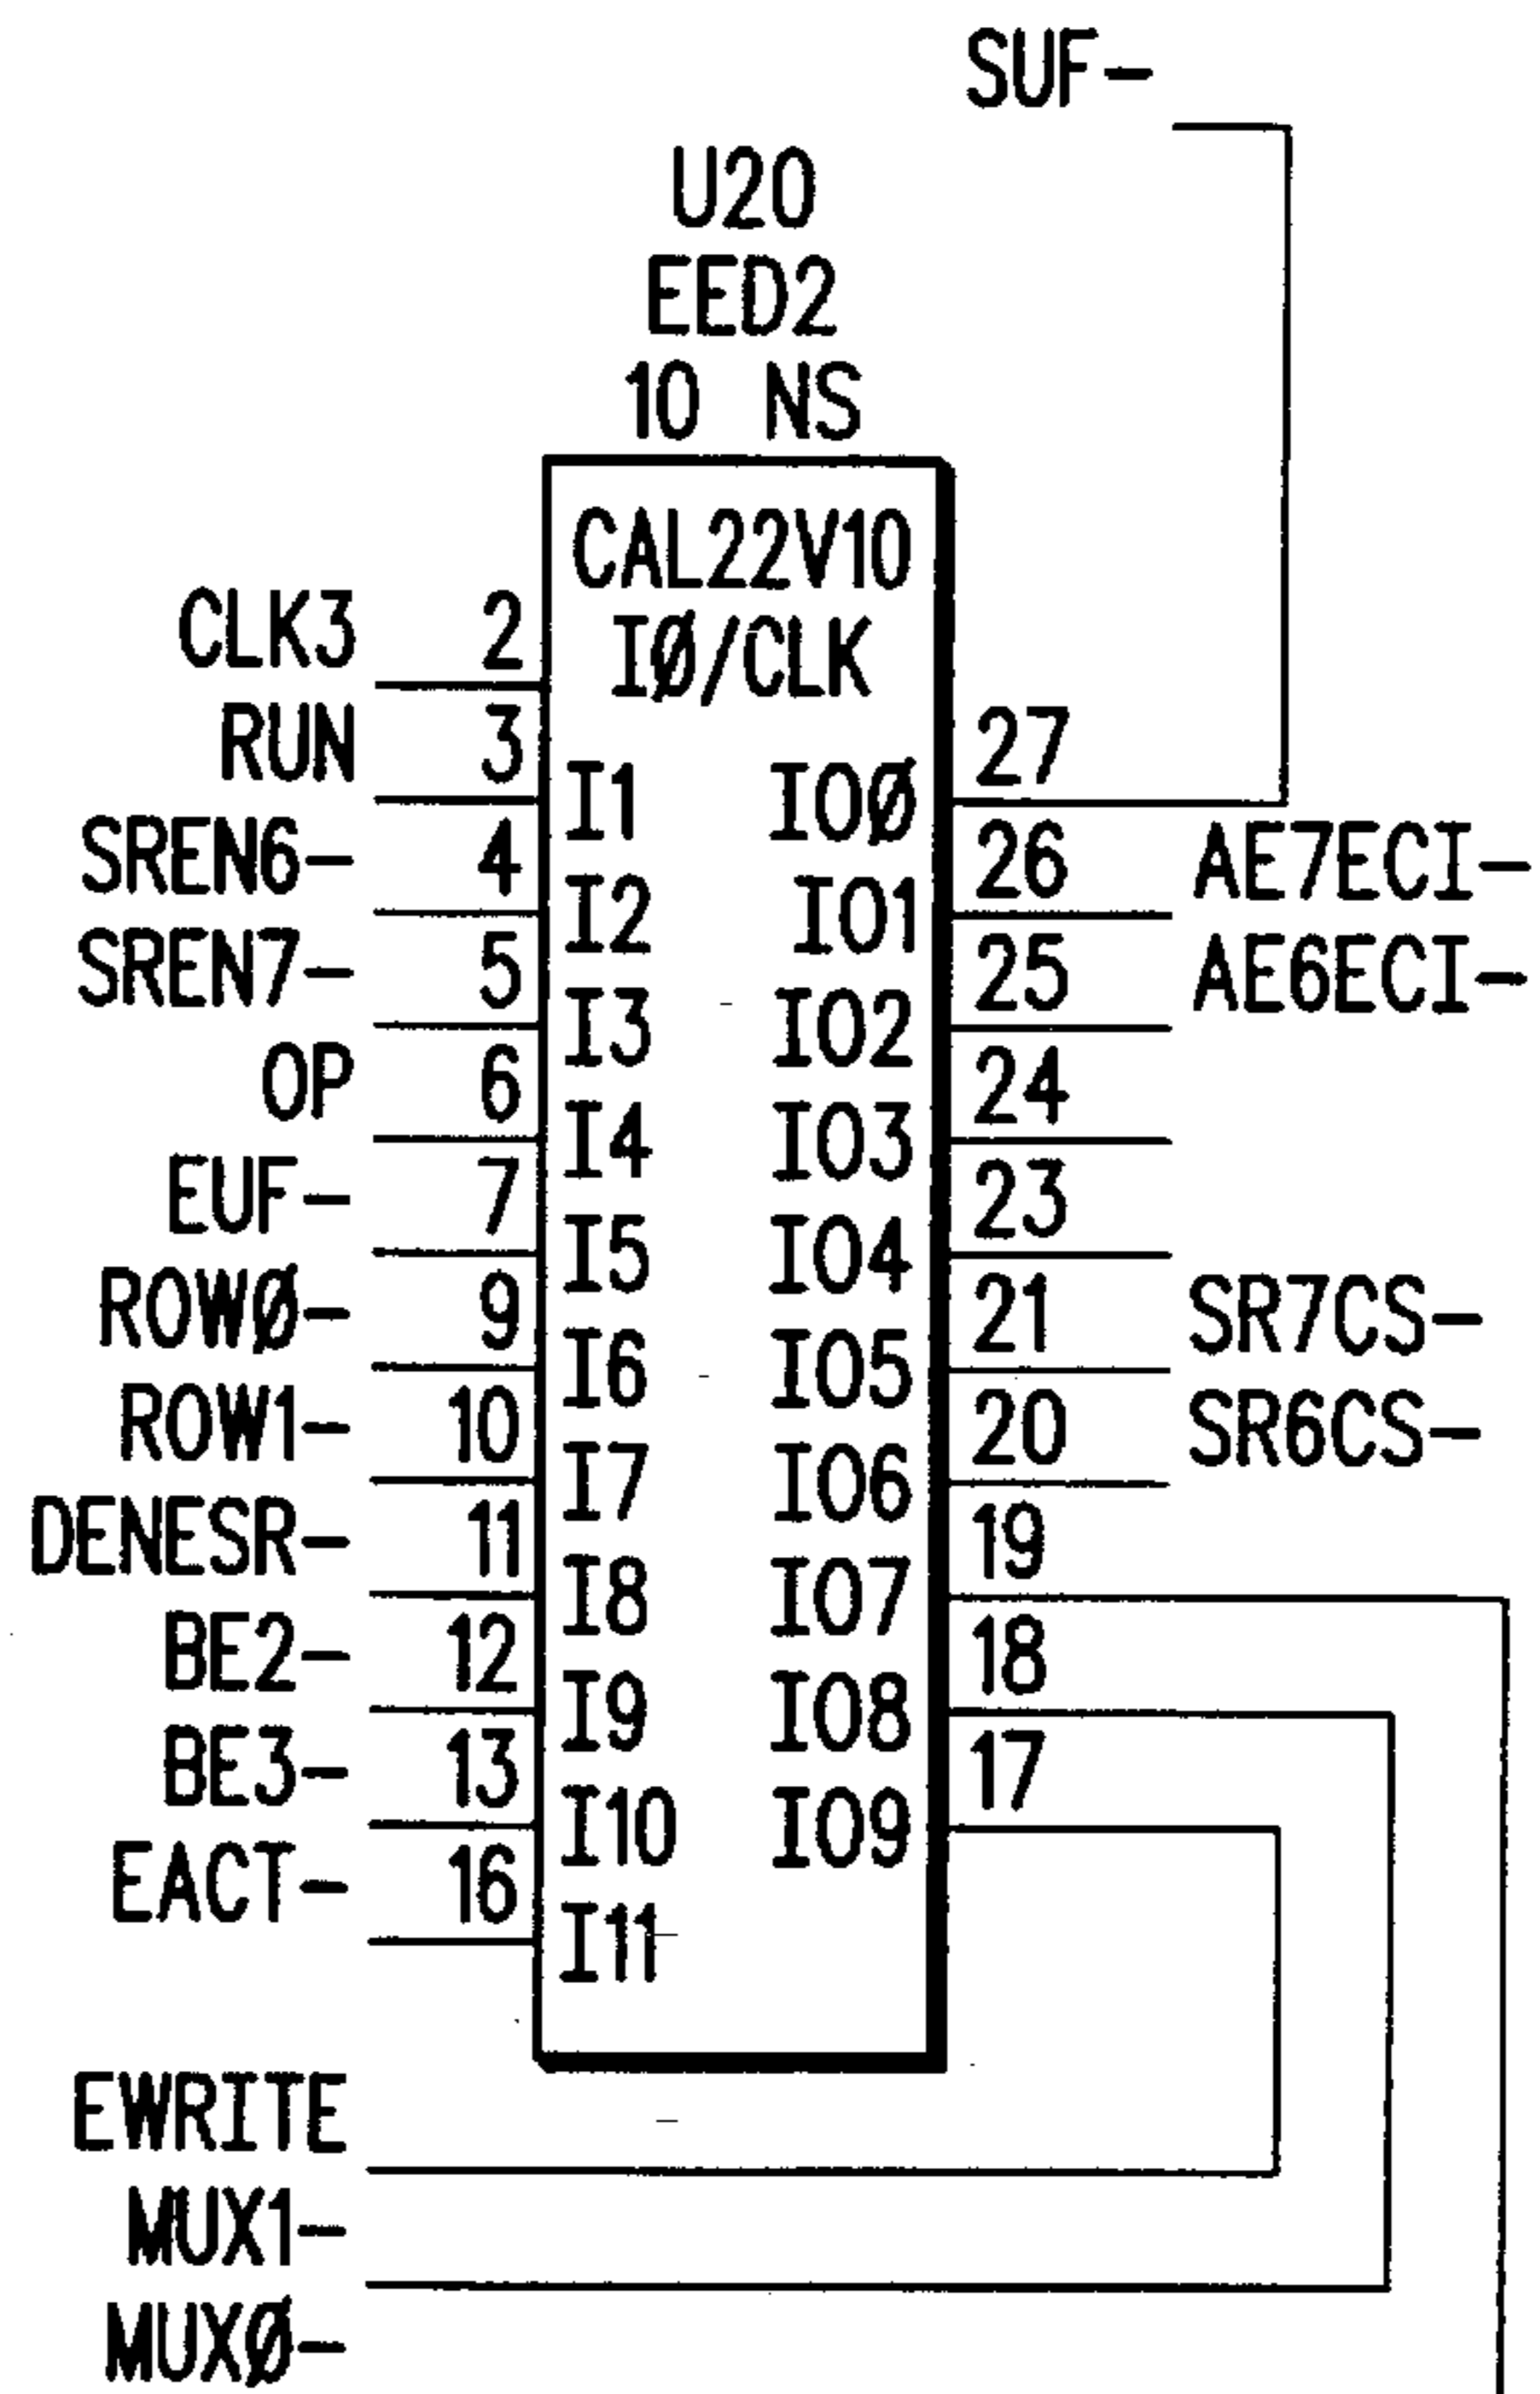 SUF-
U20
EED2
10 NS
CAL22V10
CLK3 2 IØ/CLK
RUN 3 27
I1 IOØ
SREN6- 4 26 AE7ECI-
I2 IO1
SREN7- 5 25 AE6ECI-
I3 IO2
OP 6 24
I4 IO3
EUF- 7 23
I5 IO4
ROWØ- 9 21 SR7CS-
I6 IO5
ROW1- 10 20 SR6CS-
I7 IO6
DENESR- 11 19
I8 IO7
BE2- 12 18
I9 IO8
BE3- 13 17
I10 IO9
EACT- 16
I11
EWRITE
MUX1-
MUXØ-